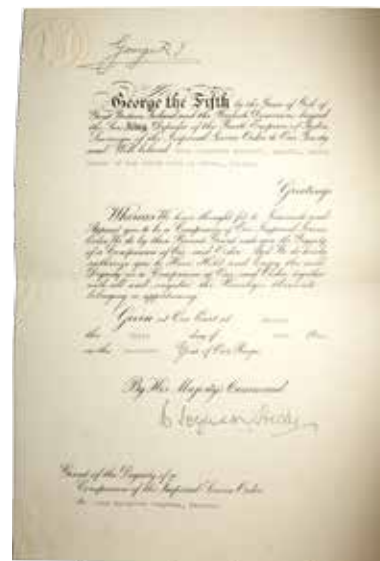 George R. I.
George the Fifth by the Grace of God of
Great Britain, Ireland and the British Dominions beyond
the Seas King Defender of the Faith Emperor of India,
Sovereign of the Imperial Service Order to Our Trusty
and Well beloved
Greeting
Whereas We have thought fit to Nominate and
Appoint you to be a Companion of Our Imperial Service
Order We do by these Presents Grant unto you the Dignity
of a Companion of Our said Order And We do hereby
authorize you to Have Hold and Enjoy the said
Dignity as a Companion of Our said Order together
with all and singular the Privileges thereunto
belonging or appertaining.
Given at Our Court at
this day of
in the Year of Our Reign.
By His Majesty's Command.
Grant of the Dignity of a
Companion of the Imperial Service Order
to